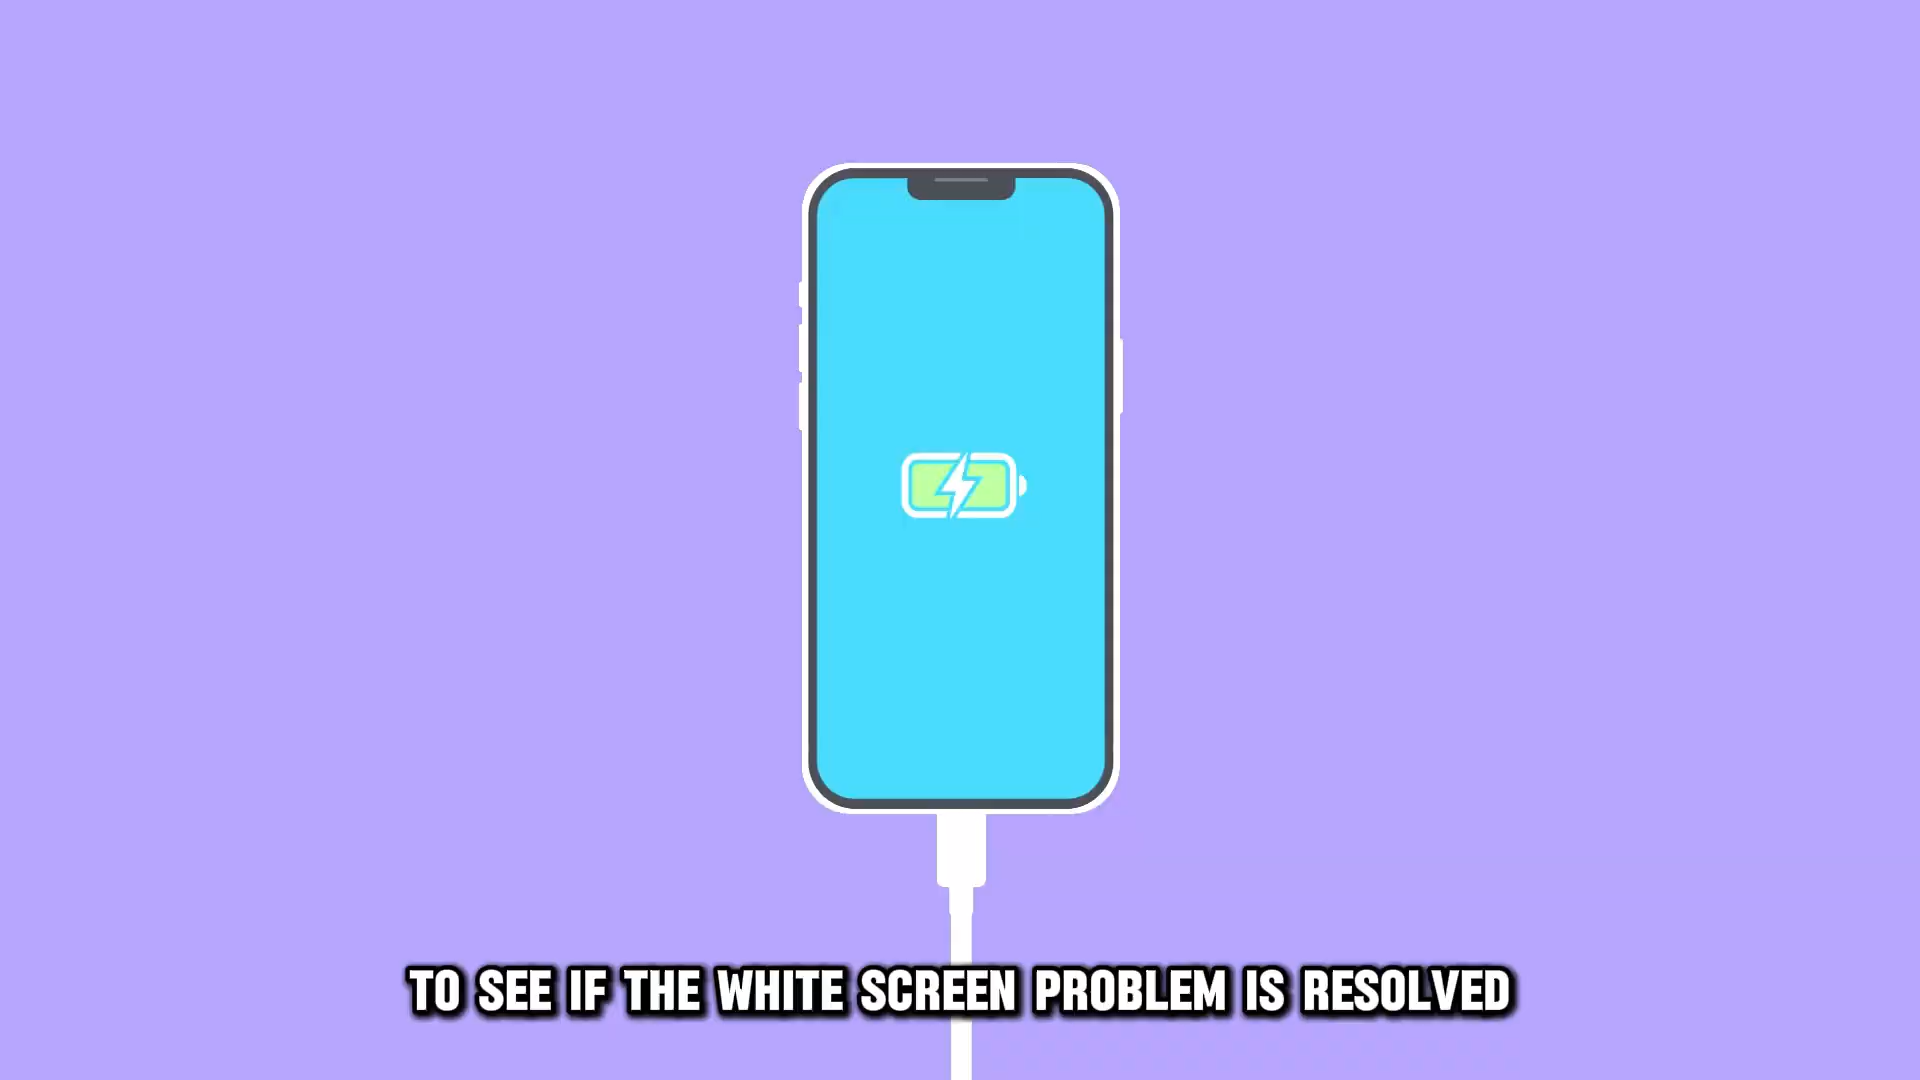 TO SEE IF THE WHITE SCREEN PROBLEM IS RESOLVED